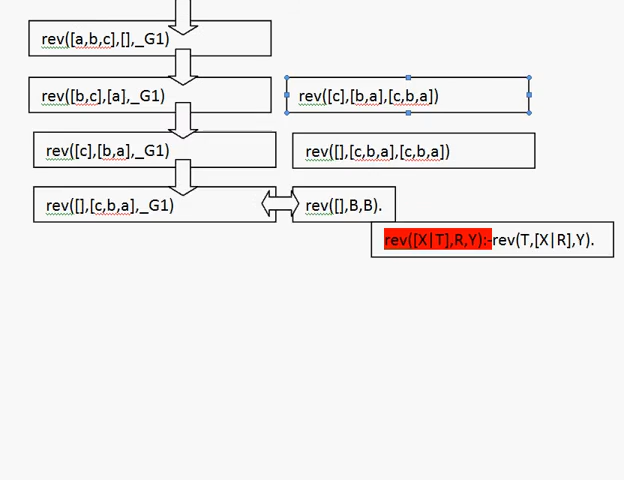 rev([a,b,c],[],_G1)
rev([b,c],[a],_G1)
rev([c],[b,a],[c,b,a])
rev([c],[b,a],_G1)
rev([],[c,b,a],[c,b,a])
rev([],[c,b,a],_G1)
rev([],B,B).
rev([X|T],R,Y):-rev(T,[X|R],Y).